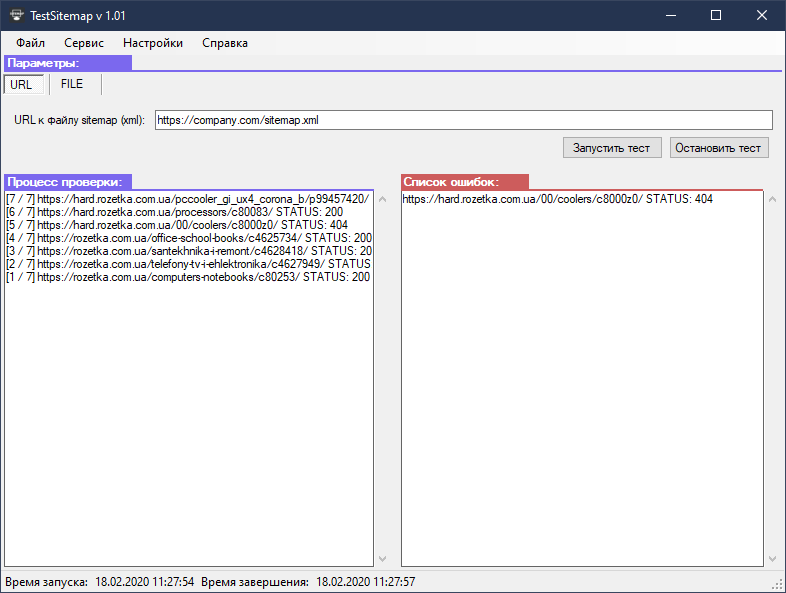 TestSitemap v 1.01
Файл Сервис Настройки Справка
Параметры:
URL FILE
URL к файлу sitemap (xml): https://company.com/sitemap.xml
Запустить тест Остановить тест
Процесс проверки:
[7 / 7] https://hard.rozetka.com.ua/pccooler_gi_ux4_corona_b/p99457420/
[6 / 7] https://hard.rozetka.com.ua/processors/c80083/ STATUS: 200
[5 / 7] https://hard.rozetka.com.ua/00/coolers/c8000z0/ STATUS: 404
[4 / 7] https://rozetka.com.ua/office-school-books/c4625734/ STATUS: 200
[3 / 7] https://rozetka.com.ua/santekhnika-i-remont/c4628418/ STATUS: 20
[2 / 7] https://rozetka.com.ua/telefony-tv-i-ehlektronika/c4627949/ STATUS
[1 / 7] https://rozetka.com.ua/computers-notebooks/c80253/ STATUS: 200
Список ошибок:
https://hard.rozetka.com.ua/00/coolers/c8000z0/ STATUS: 404
Время запуска: 18.02.2020 11:27:54 Время завершения: 18.02.2020 11:27:57